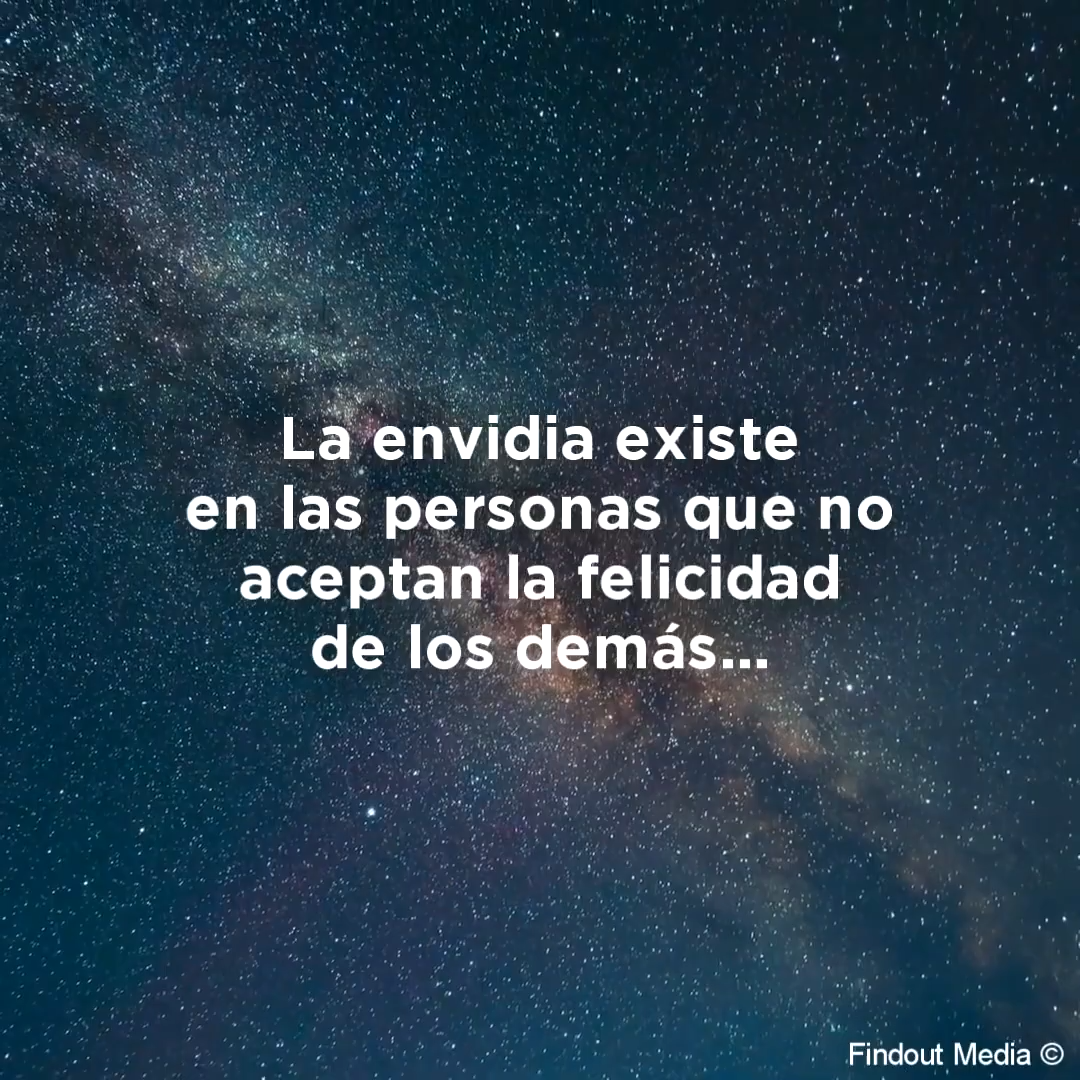 La envidia existe
en las personas que no
aceptan la felicidad
de los demás...
Findout Media ©